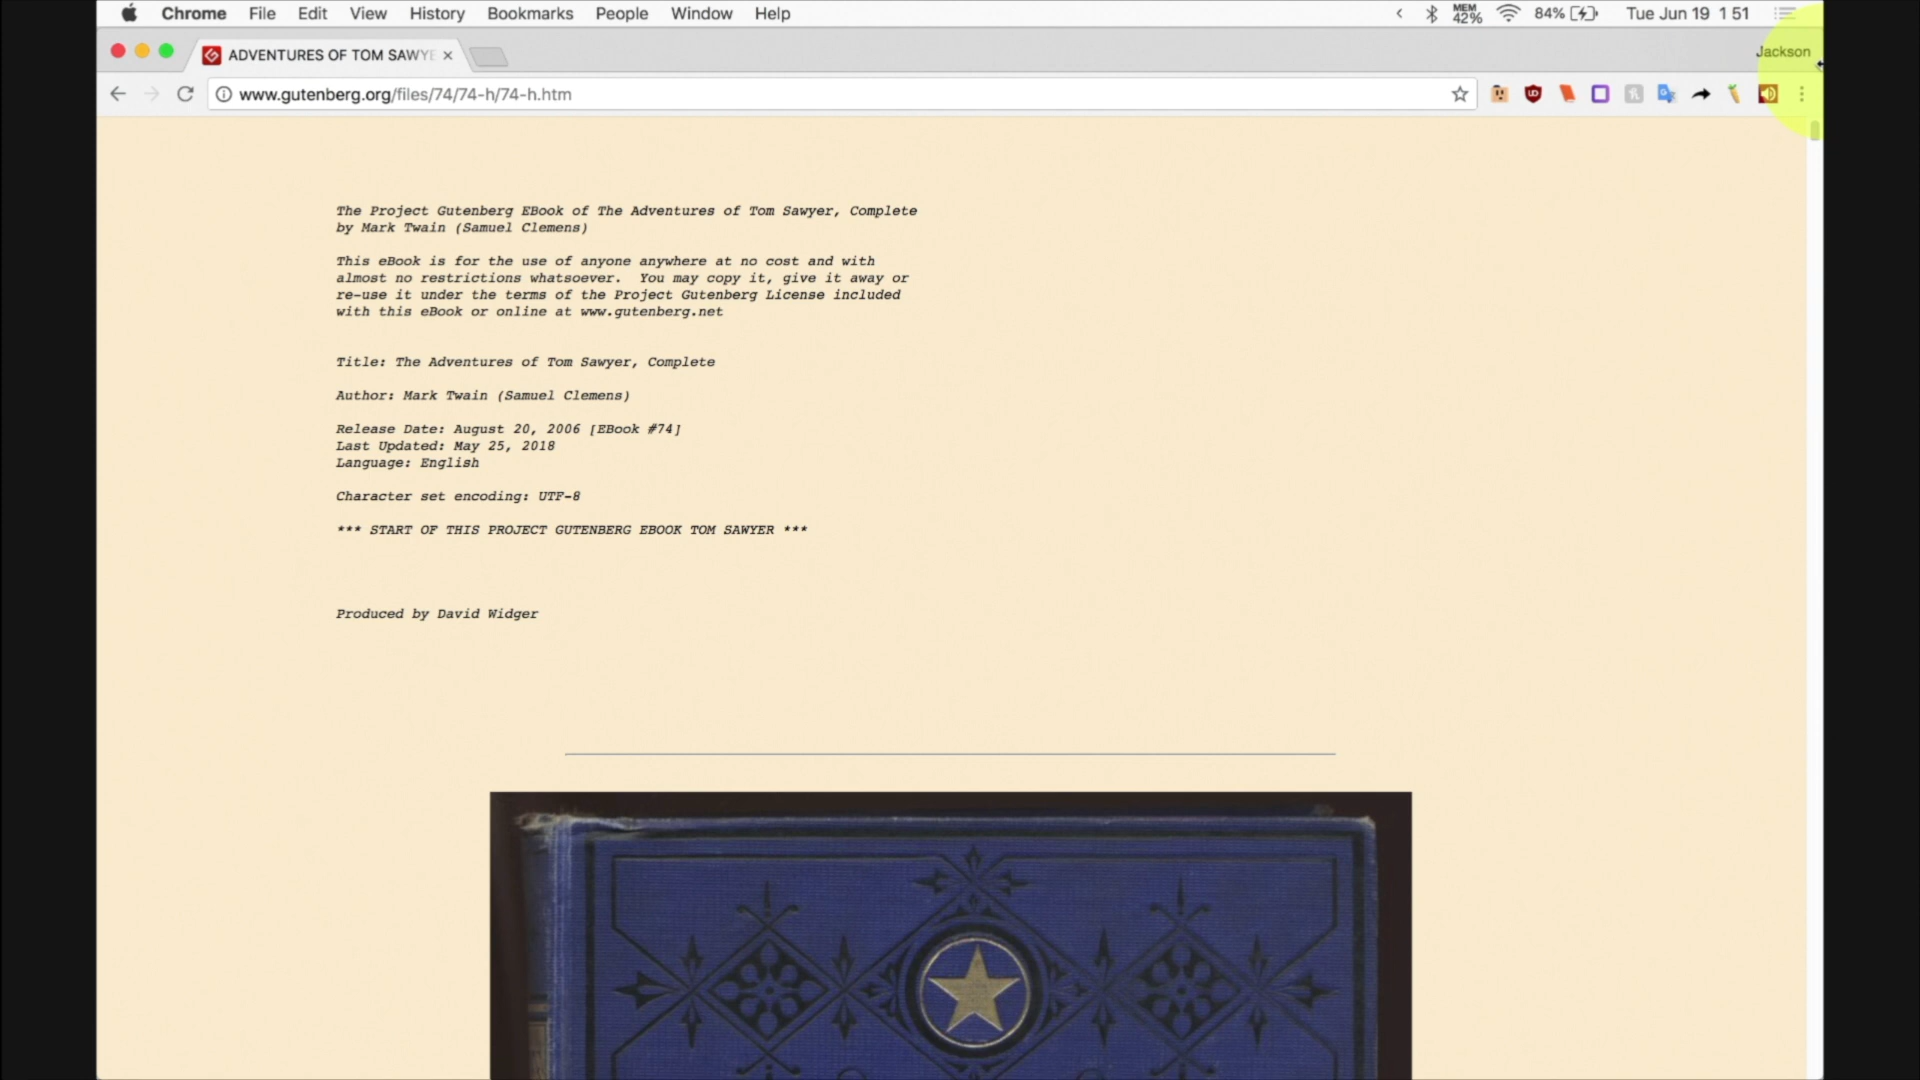 Chrome File Edit View History Bookmarks People Window Help MEM 42% 84% Tue Jun 19 1 51
ADVENTURES OF TOM SAWYE
Jackson
www.gutenberg.org/files/74/74-h/74-h.htm
The Project Gutenberg EBook of The Adventures of Tom Sawyer, Complete
by Mark Twain (Samuel Clemens)
This eBook is for the use of anyone anywhere at no cost and with
almost no restrictions whatsoever. You may copy it, give it away or
re-use it under the terms of the Project Gutenberg License included
with this eBook or online at www.gutenberg.net
Title: The Adventures of Tom Sawyer, Complete
Author: Mark Twain (Samuel Clemens)
Release Date: August 20, 2006 [EBook #74]
Last Updated: May 25, 2018
Language: English
Character set encoding: UTF-8
*** START OF THIS PROJECT GUTENBERG EBOOK TOM SAWYER ***
Produced by David Widger